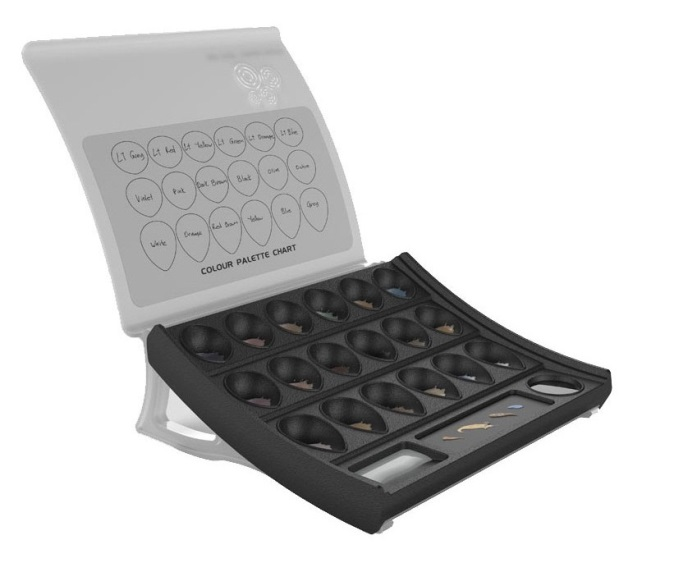 LT Grey LT Red LT Yellow LT Green LT Orange LT Blue
Violet Pink Dark Brown Black Olive
White Orange Red Brown Yellow Blue Grey
COLOUR PALETTE CHART